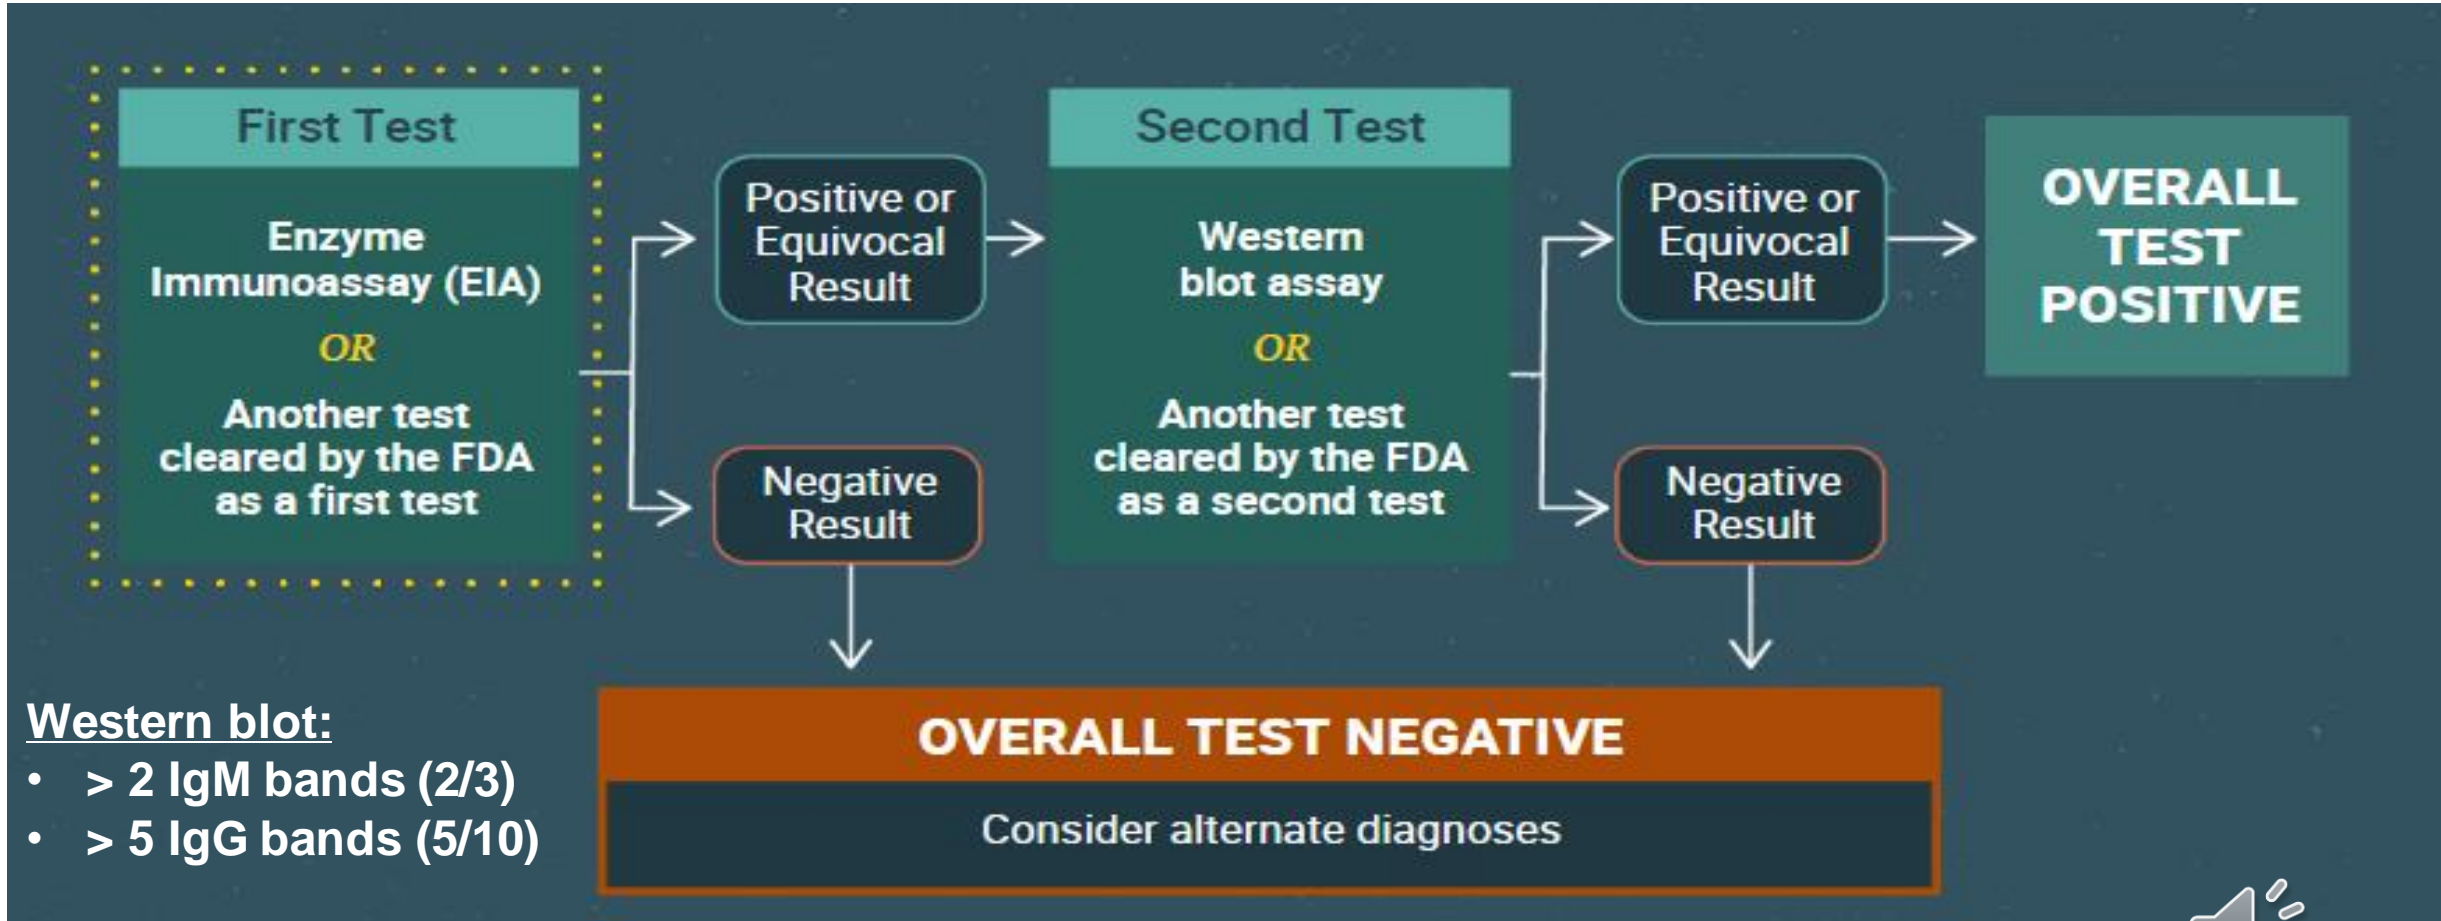 First Test
Enzyme
Immunoassay (EIA)
OR
Another test
cleared by the FDA
as a first test
Positive or
Equivocal
Result
Negative
Result
Second Test
Western
blot assay
OR
Another test
cleared by the FDA
as a second test
Positive or
Equivocal
Result
Negative
Result
OVERALL
TEST
POSITIVE
OVERALL TEST NEGATIVE
Consider alternate diagnoses
Western blot:
• > 2 IgM bands (2/3)
• > 5 IgG bands (5/10)